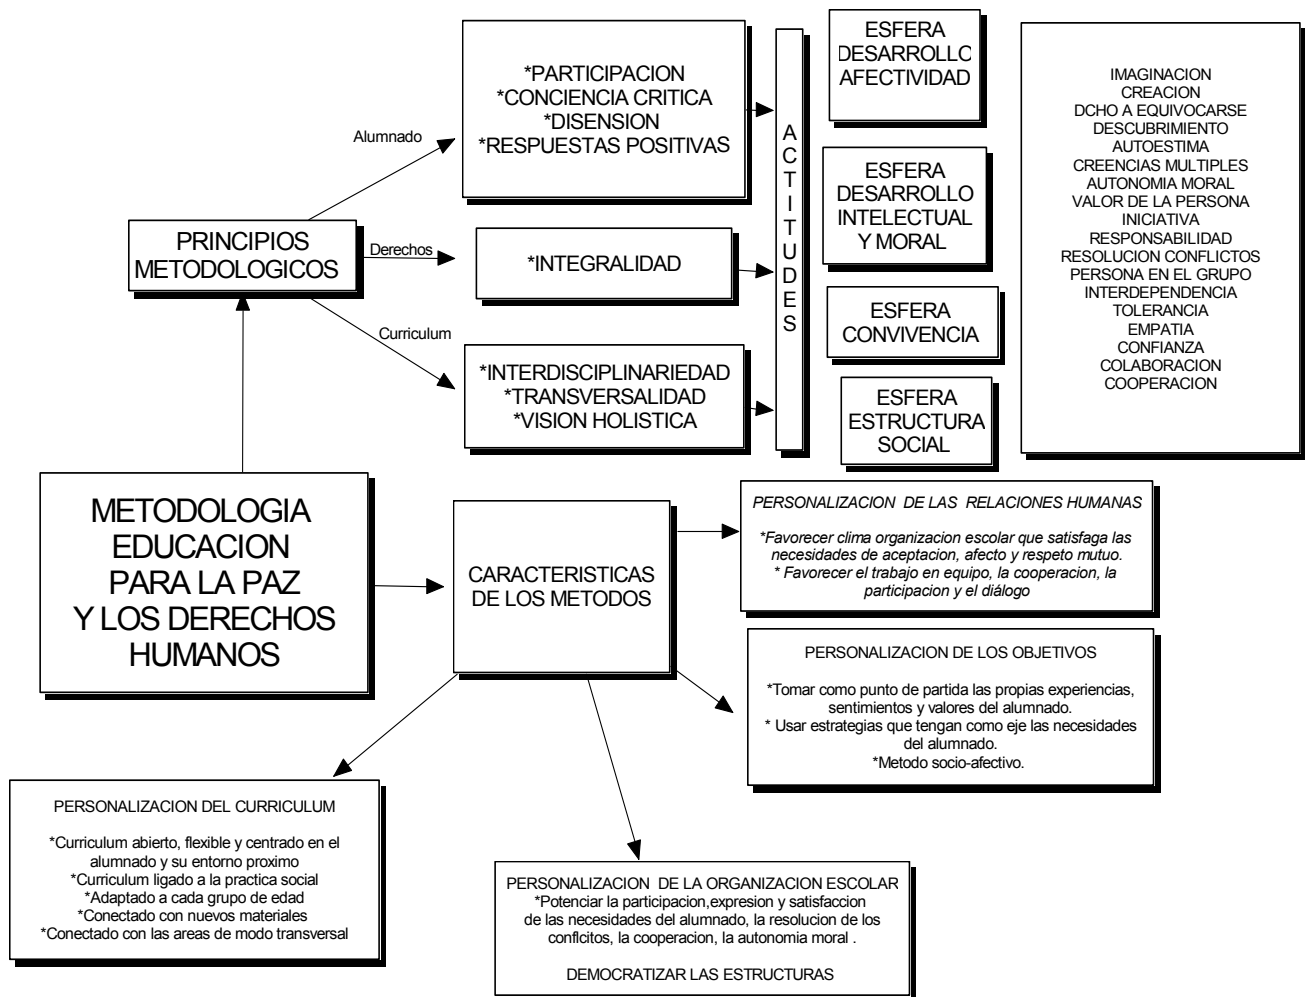 *PARTICIPACION
*CONCIENCIA CRITICA
*DISENSION
*RESPUESTAS POSITIVAS
Alumnado
PRINCIPIOS
METODOLOGICOS
Derechos
*INTEGRALIDAD
Curriculum
*INTERDISCIPLINARIEDAD
*TRANSVERSALIDAD
*VISION HOLISTICA
A
C
T
I
T
U
D
E
S
ESFERA
DESARROLLO
AFECTIVIDAD
ESFERA
DESARROLLO
INTELECTUAL
Y MORAL
ESFERA
CONVIVENCIA
ESFERA
ESTRUCTURA
SOCIAL
IMAGINACION
CREACION
DCHO A EQUIVOCARSE
DESCUBRIMIENTO
AUTOESTIMA
CREENCIAS MULTIPLES
AUTONOMIA MORAL
VALOR DE LA PERSONA
INICIATIVA
RESPONSABILIDAD
RESOLUCION CONFLICTOS
PERSONA EN EL GRUPO
INTERDEPENDENCIA
TOLERANCIA
EMPATIA
CONFIANZA
COLABORACION
COOPERACION
METODOLOGIA
EDUCACION
PARA LA PAZ
Y LOS DERECHOS
HUMANOS
CARACTERISTICAS
DE LOS METODOS
PERSONALIZACION DE LAS RELACIONES HUMANAS
*Favorecer clima organizacion escolar que satisfaga las
necesidades de aceptacion, afecto y respeto mutuo.
* Favorecer el trabajo en equipo, la cooperacion, la
participacion y el diálogo
PERSONALIZACION DE LOS OBJETIVOS
*Tomar como punto de partida las propias experiencias,
sentimientos y valores del alumnado.
* Usar estrategias que tengan como eje las necesidades
del alumnado.
*Metodo socio-afectivo.
PERSONALIZACION DEL CURRICULUM
*Curriculum abierto, flexible y centrado en el
alumnado y su entorno proximo
*Curriculum ligado a la practica social
*Adaptado a cada grupo de edad
*Conectado con nuevos materiales
*Conectado con las areas de modo transversal
PERSONALIZACION DE LA ORGANIZACION ESCOLAR
*Potenciar la participacion,expresion y satisfaccion
de las necesidades del alumnado, la resolucion de los
conflcitos, la cooperacion, la autonomia moral .
DEMOCRATIZAR LAS ESTRUCTURAS